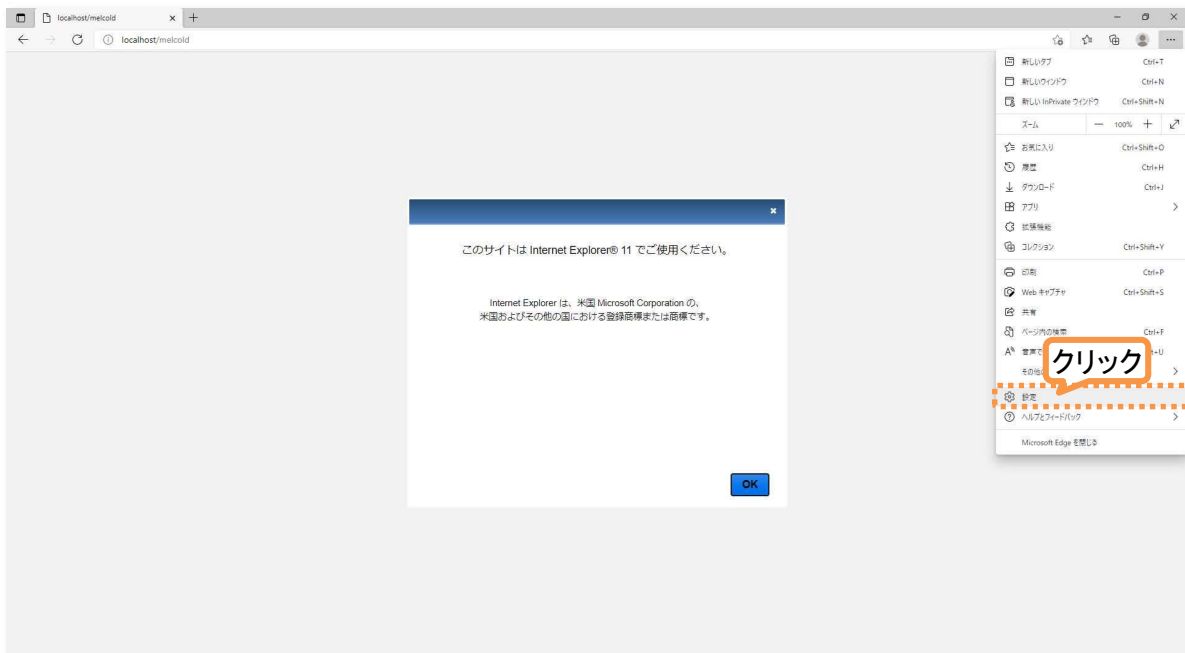 localhost/melcold
localhost/melcold
新しいタブ Ctrl+T
新しいウィンドウ Ctrl+N
新しい InPrivate ウィンドウ Ctrl+Shift+N
ズーム 100%
お気に入り Ctrl+Shift+O
履歴 Ctrl+H
ダウンロード Ctrl+J
アプリ
拡張機能
コレクション Ctrl+Shift+Y
印刷 Ctrl+P
Web キャプチャ Ctrl+Shift+S
共有
ページ内の検索 Ctrl+F
音声で +U
その他
クリック
設定
ヘルプとフィードバック
Microsoft Edge を閉じる
このサイトは Internet Explorer® 11 でご使用ください。
Internet Explorer は、米国 Microsoft Corporation の、
米国およびその他の国における登録商標または商標です。
OK